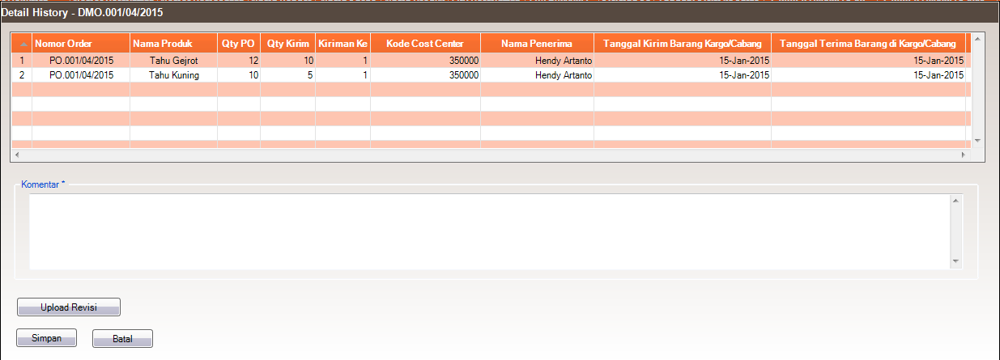 Detail History - DMO.001/04/2015
Nomor Order Nama Produk Qty PO Qty Kirim Kiriman Ke Kode Cost Center Nama Penerima Tanggal Kirim Barang Kargo/Cabang Tanggal Terima Barang di Kargo/Cabang
1 PO.001/04/2015 Tahu Gejrot 12 10 1 350000 Hendy Artanto 15-Jan-2015 15-Jan-2015
2 PO.001/04/2015 Tahu Kuning 10 5 1 350000 Hendy Artanto 15-Jan-2015 15-Jan-2015
Komentar *
Upload Revisi
Simpan Batal